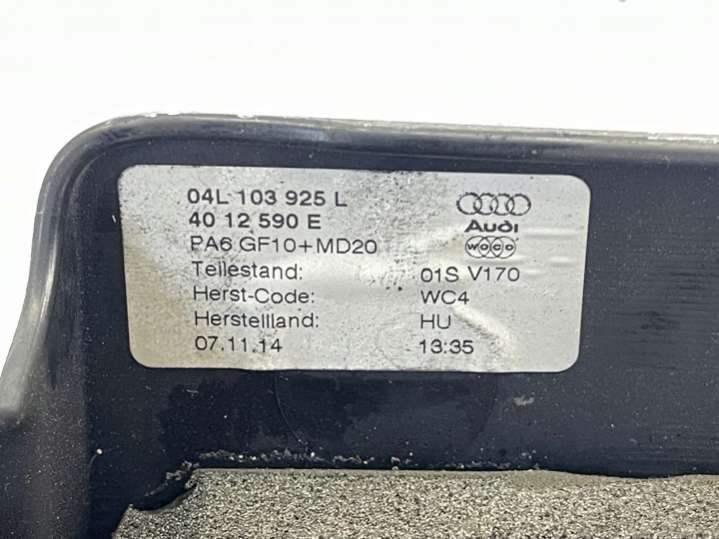 04L 103 925 L
40 12 590 E Audi
PA6 GF10+MD20 woco
Teilestand: 01S V170
Herst-Code: WC4
Herstellland: HU
07.11.14 13:35